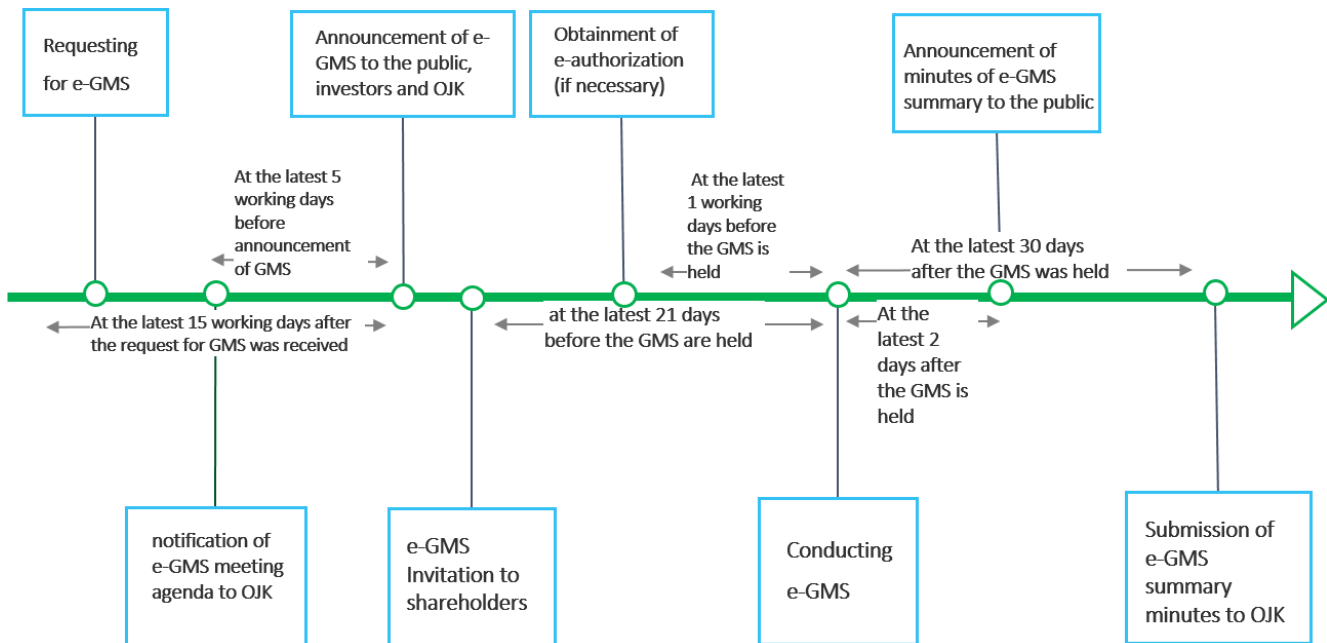 Requesting
for e-GMS
Announcement of e-
GMS to the public,
investors and OJK
Obtainment of
e-authorization
(if necessary)
Announcement of
minutes of e-GMS
summary to the public
At the latest 5
working days
before
announcement
of GMS
At the latest
1 working
days before
the GMS is
held
At the latest 30 days
after the GMS was held
At the latest 15 working days after
the request for GMS was received
at the latest 21 days
before the GMS are held
At the
latest 2
days after
the GMS is
held
notification of
e-GMS meeting
agenda to OJK
e-GMS
Invitation to
shareholders
Conducting
e-GMS
Submission of
e-GMS
summary
minutes to OJK